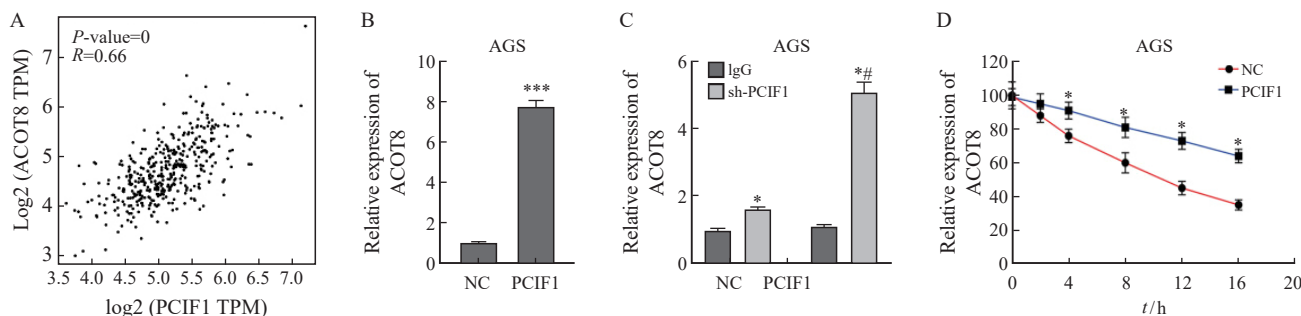 A
P-value=0
R=0.66
Log2 (ACOT8 TPM)
7
6
5
4
3
3.5 4.0 4.5 5.0 5.5 6.0 6.5 7.0
log2 (PCIF1 TPM)
B
AGS
Relative expression of
ACOT8
10
8
6
4
2
0
***
NC PCIF1
C
AGS
Relative expression of
ACOT8
6
4
2
0
IgG
sh-PCIF1
*
*#
NC PCIF1
D
AGS
Relative expression of
ACOT8
120
100
80
60
40
20
0
NC
PCIF1
* * * *
0 4 8 12 16 20
t/h